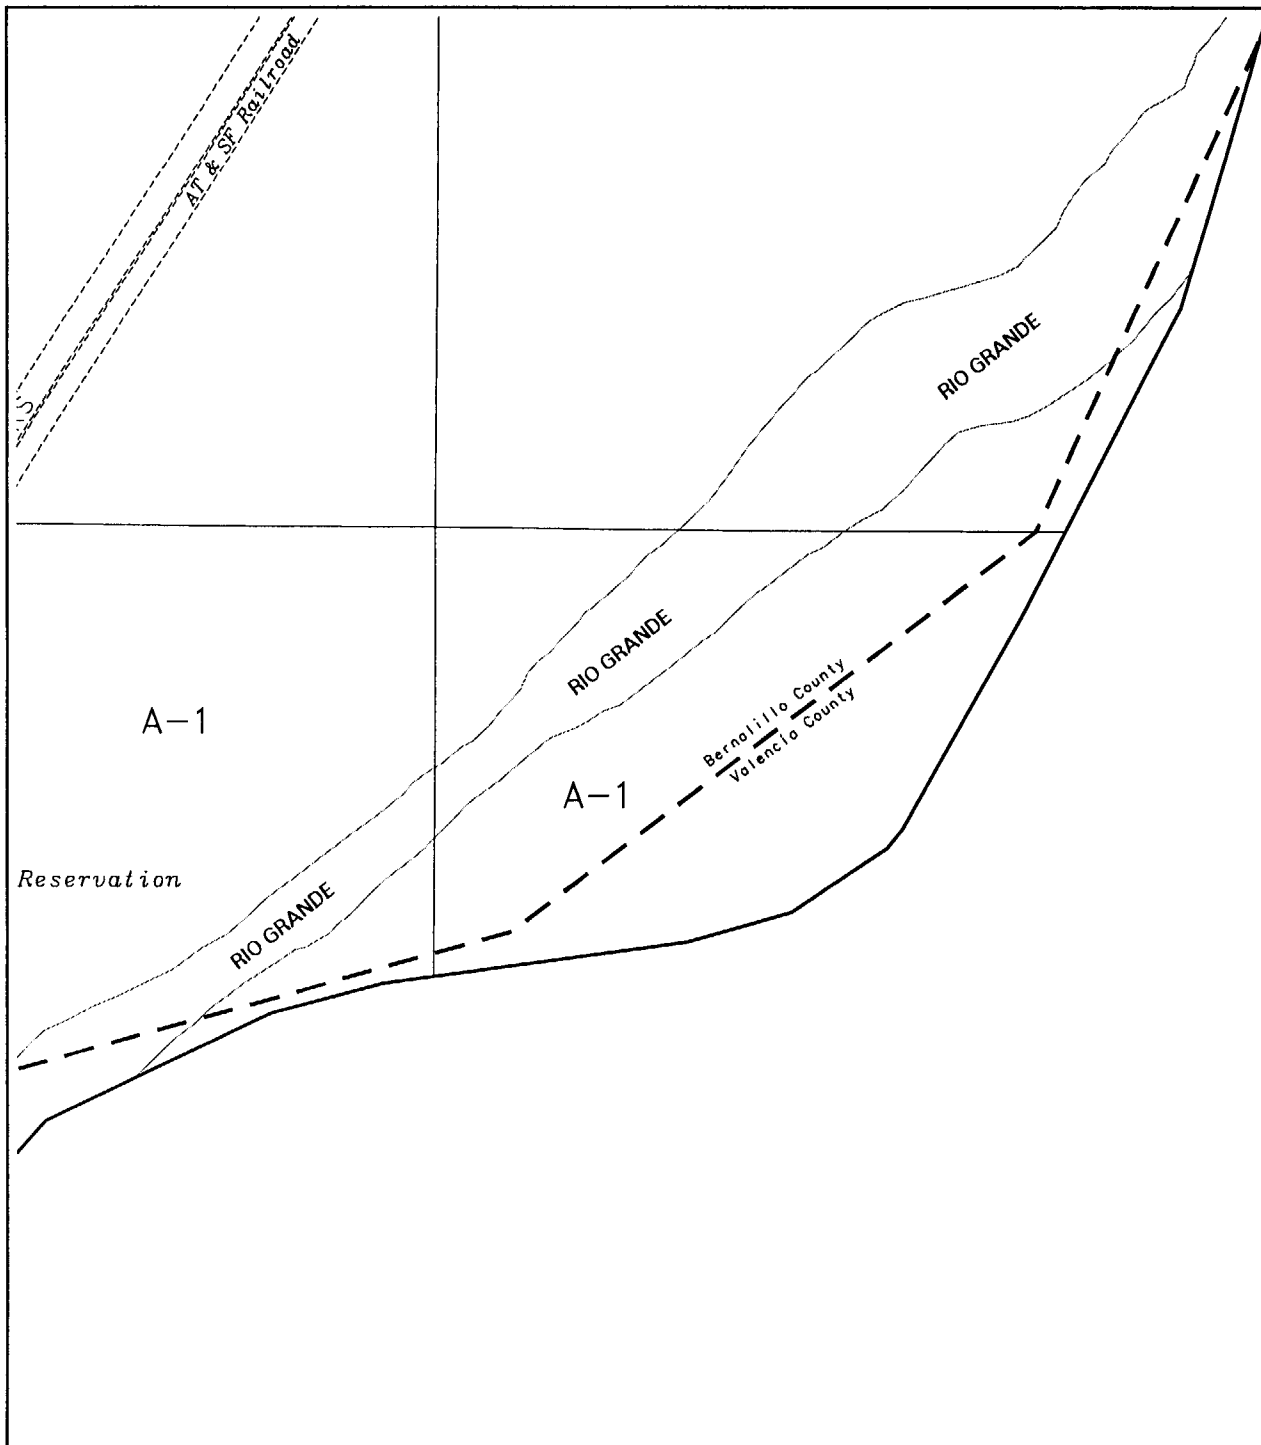 AT & SF Railroad
RIO GRANDE
RIO GRANDE
Bernalillo County
Valencia County
A-1
A-1
Reservation
RIO GRANDE